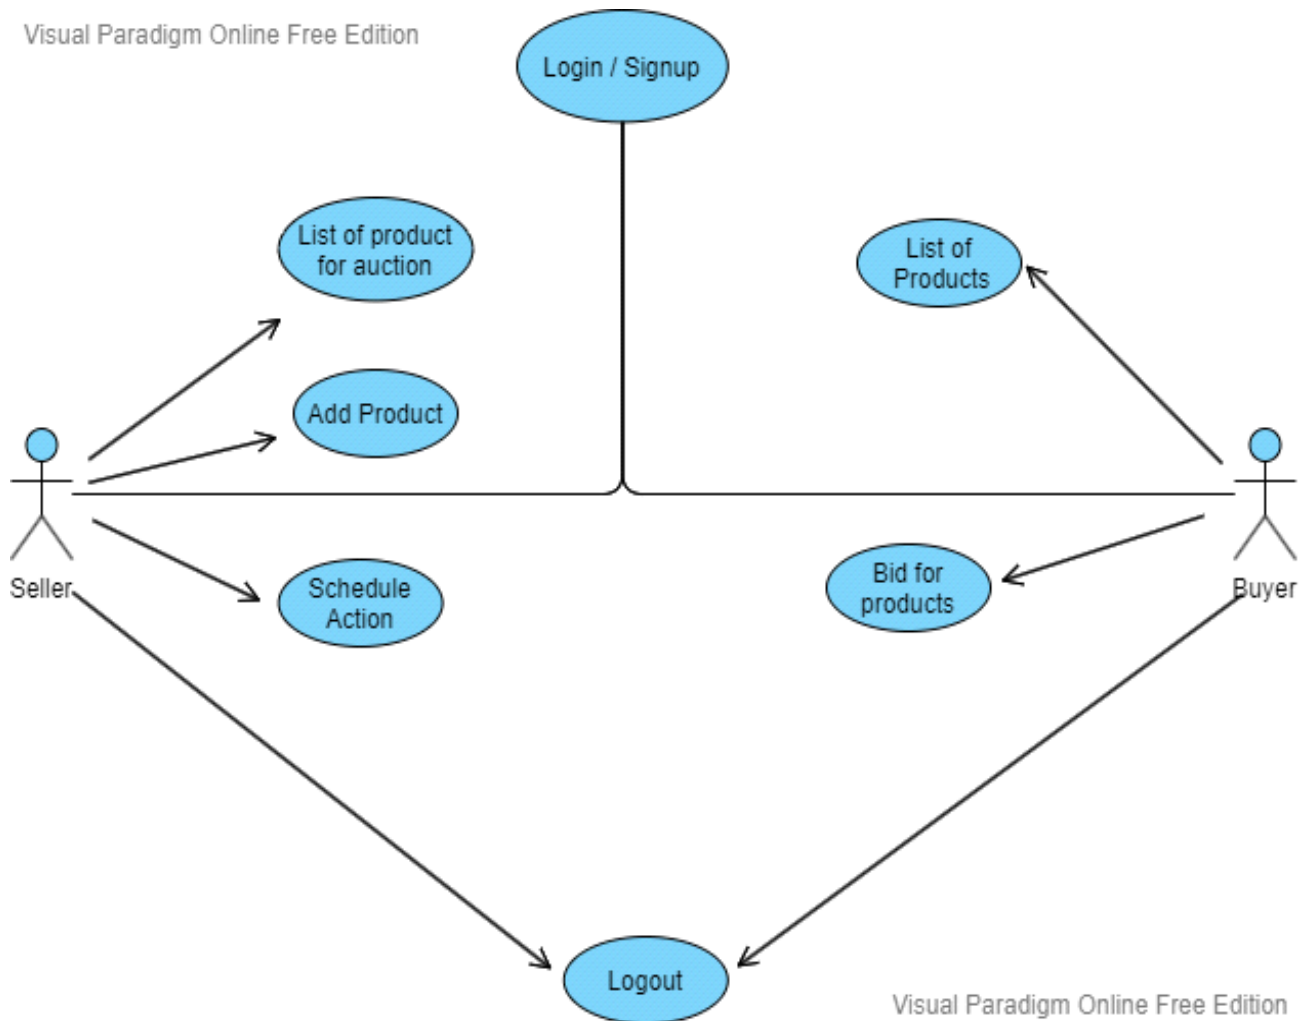 Visual Paradigm Online Free Edition
Login / Signup
List of product
for auction
List of
Products
Add Product
Seller
Schedule
Action
Bid for
products
Buyer
Logout
Visual Paradigm Online Free Edition